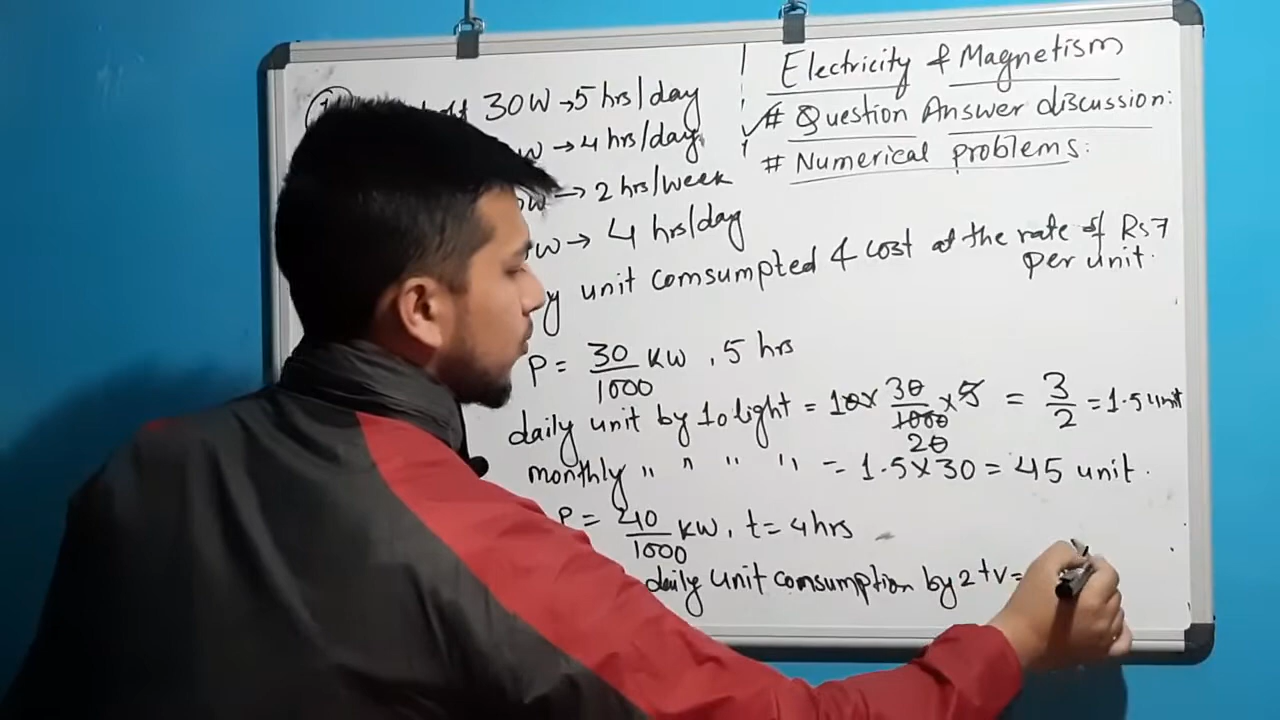 30W → 5 hrs/day
W → 4 hrs/day
W → 2 hrs/week
W → 4 hrs/day
unit comsumpted & cost at the rate of Rs 7
per unit.
Electricity & Magnetism
# Question Answer discussion:
# Numerical problems:
P = 30/1000 KW, 5 hrs
daily unit by 10 light = 10 × 30/1000 × 5 = 3/2 = 1.5 unit
20
monthly " " " " = 1.5 × 30 = 45 unit.
P = 40/1000 KW, t = 4 hrs
daily unit consumption by 2 tv =